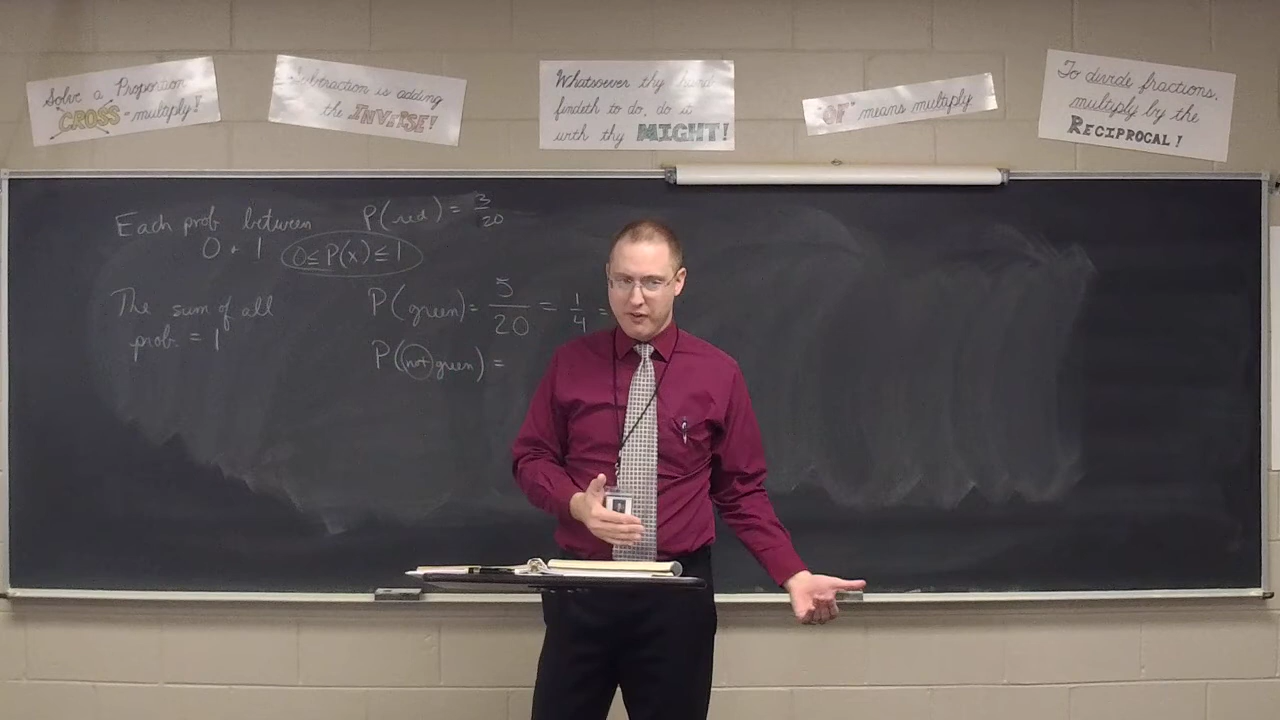 Solve a Proportion
"CROSS"-multiply!
Subtraction is adding
the INVERSE!
Whatsoever thy hand
findeth to do, do it
with thy MIGHT!
"OF" means multiply
To divide fractions,
multiply by the
RECIPROCAL!
Each prob between
0 + 1 0≤P(x)≤1
The sum of all
prob. = 1
P(red) = 3/20
P(green) = 5/20 = 1/4 =
P(not green) =